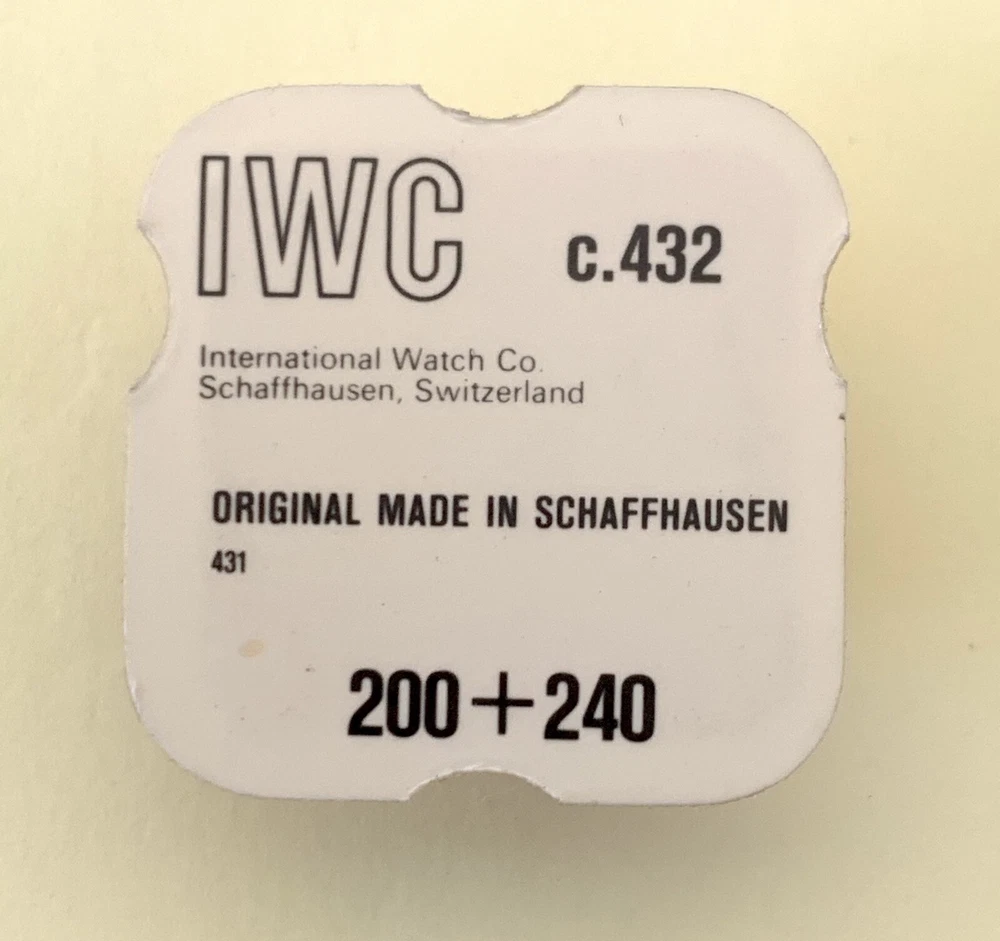 IWC
c.432
International Watch Co.
Schaffhausen, Switzerland
ORIGINAL MADE IN SCHAFFHAUSEN
431
200+240